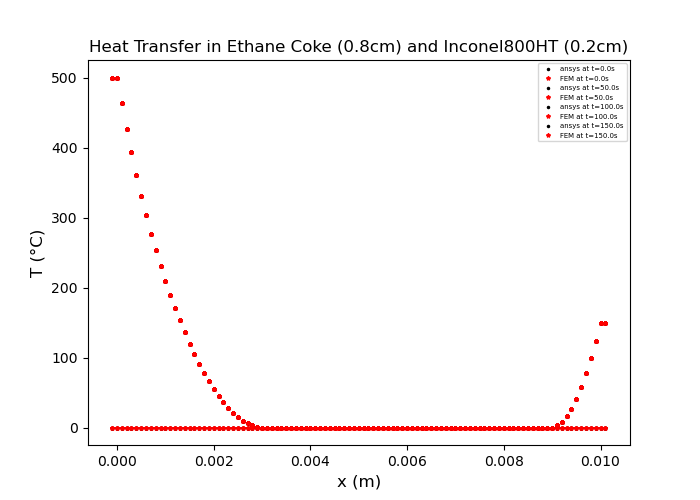 Heat Transfer in Ethane Coke (0.8cm) and Inconel800HT (0.2cm)
ansys at t=0.0s
FEM at t=0.0s
ansys at t=50.0s
FEM at t=50.0s
ansys at t=100.0s
FEM at t=100.0s
ansys at t=150.0s
FEM at t=150.0s
500
400
300
200
100
0
T (°C)
0.000
0.002
0.004
0.006
0.008
0.010
x (m)